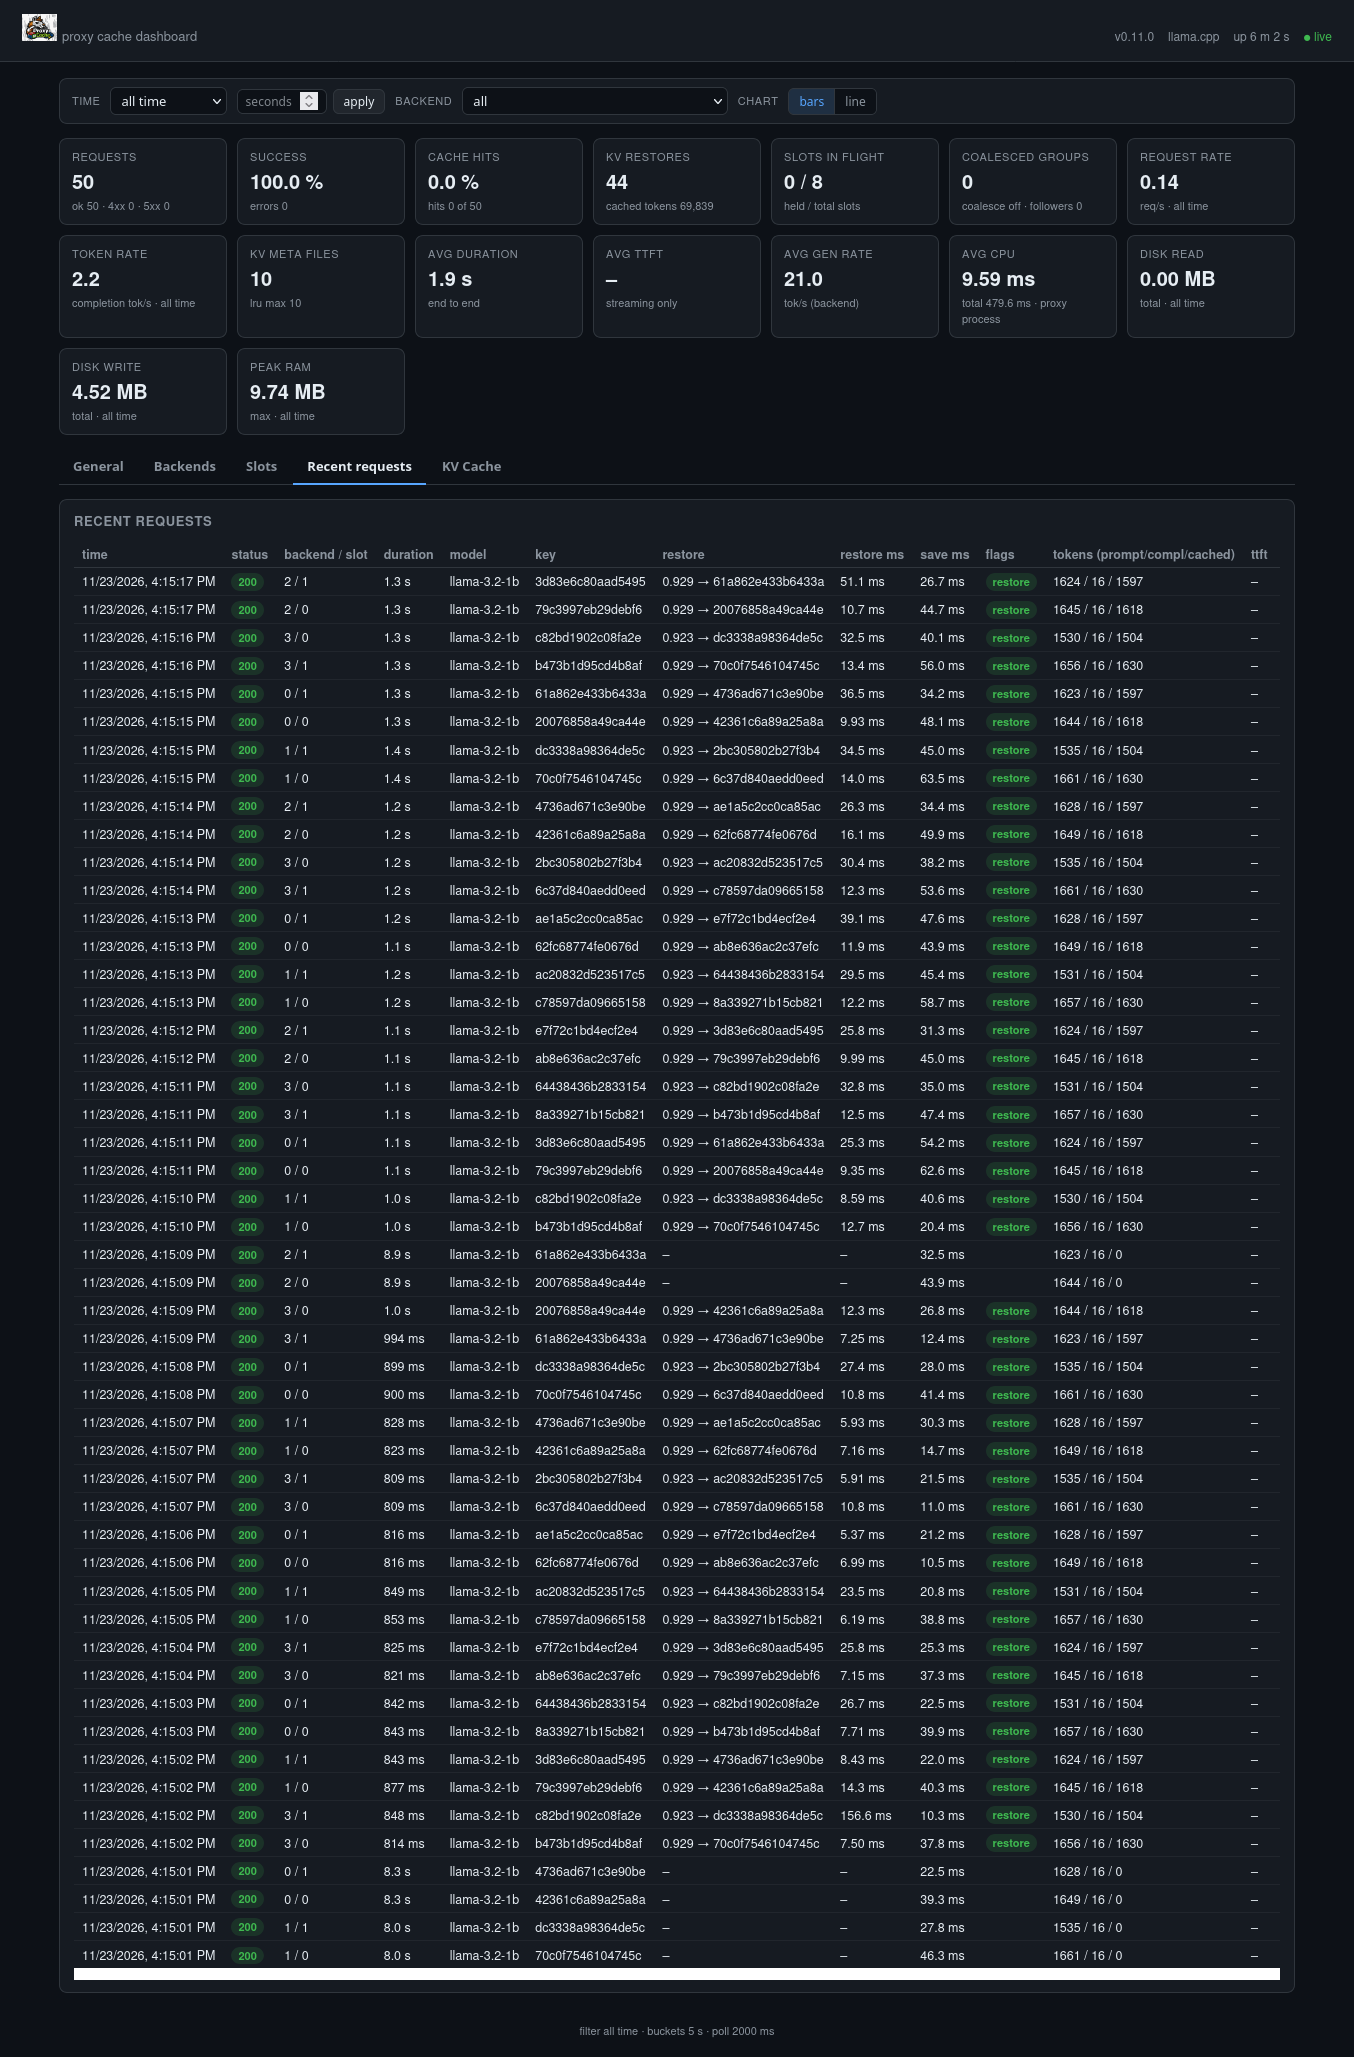 proxy cache dashboard
v0.11.0 llama.cpp up 6 m 2 s ● live
TIME all time seconds apply BACKEND all CHART bars line
REQUESTS
50
ok 50 · 4xx 0 · 5xx 0
SUCCESS
100.0 %
errors 0
CACHE HITS
0.0 %
hits 0 of 50
KV RESTORES
44
cached tokens 69,839
SLOTS IN FLIGHT
0 / 8
held / total slots
COALESCED GROUPS
0
coalesce off · followers 0
REQUEST RATE
0.14
req/s · all time
TOKEN RATE
2.2
completion tok/s · all time
KV META FILES
10
lru max 10
AVG DURATION
1.9 s
end to end
AVG TTFT
–
streaming only
AVG GEN RATE
21.0
tok/s (backend)
AVG CPU
9.59 ms
total 479.6 ms · proxy
process
DISK READ
0.00 MB
total · all time
DISK WRITE
4.52 MB
total · all time
PEAK RAM
9.74 MB
max · all time
General Backends Slots Recent requests KV Cache
RECENT REQUESTS
time status backend / slot duration model key restore restore ms save ms flags tokens (prompt/compl/cached) ttft
11/23/2026, 4:15:17 PM 200 2 / 1 1.3 s llama-3.2-1b 3d83e6c80aad5495 0.929 → 61a862e433b6433a 51.1 ms 26.7 ms restore 1624 / 16 / 1597 –
11/23/2026, 4:15:17 PM 200 2 / 0 1.3 s llama-3.2-1b 79c3997eb29debf6 0.929 → 20076858a49ca44e 10.7 ms 44.7 ms restore 1645 / 16 / 1618 –
11/23/2026, 4:15:16 PM 200 3 / 0 1.3 s llama-3.2-1b c82bd1902c08fa2e 0.923 → dc3338a98364de5c 32.5 ms 40.1 ms restore 1530 / 16 / 1504 –
11/23/2026, 4:15:16 PM 200 3 / 1 1.3 s llama-3.2-1b b473b1d95cd4b8af 0.929 → 70c0f7546104745c 13.4 ms 56.0 ms restore 1656 / 16 / 1630 –
11/23/2026, 4:15:15 PM 200 0 / 1 1.3 s llama-3.2-1b 61a862e433b6433a 0.929 → 4736ad671c3e90be 36.5 ms 34.2 ms restore 1623 / 16 / 1597 –
11/23/2026, 4:15:15 PM 200 0 / 0 1.3 s llama-3.2-1b 20076858a49ca44e 0.929 → 42361c6a89a25a8a 9.93 ms 48.1 ms restore 1644 / 16 / 1618 –
11/23/2026, 4:15:15 PM 200 1 / 1 1.4 s llama-3.2-1b dc3338a98364de5c 0.923 → 2bc305802b27f3b4 34.5 ms 45.0 ms restore 1535 / 16 / 1504 –
11/23/2026, 4:15:15 PM 200 1 / 0 1.4 s llama-3.2-1b 70c0f7546104745c 0.929 → 6c37d840aedd0eed 14.0 ms 63.5 ms restore 1661 / 16 / 1630 –
11/23/2026, 4:15:14 PM 200 2 / 1 1.2 s llama-3.2-1b 4736ad671c3e90be 0.929 → ae1a5c2cc0ca85ac 26.3 ms 34.4 ms restore 1628 / 16 / 1597 –
11/23/2026, 4:15:14 PM 200 2 / 0 1.2 s llama-3.2-1b 42361c6a89a25a8a 0.929 → 62fc68774fe0676d 16.1 ms 49.9 ms restore 1649 / 16 / 1618 –
11/23/2026, 4:15:14 PM 200 3 / 0 1.2 s llama-3.2-1b 2bc305802b27f3b4 0.923 → ac20832d523517c5 30.4 ms 38.2 ms restore 1535 / 16 / 1504 –
11/23/2026, 4:15:14 PM 200 3 / 1 1.2 s llama-3.2-1b 6c37d840aedd0eed 0.929 → c78597da09665158 12.3 ms 53.6 ms restore 1661 / 16 / 1630 –
11/23/2026, 4:15:13 PM 200 0 / 1 1.2 s llama-3.2-1b ae1a5c2cc0ca85ac 0.929 → e7f72c1bd4ecf2e4 39.1 ms 47.6 ms restore 1628 / 16 / 1597 –
11/23/2026, 4:15:13 PM 200 0 / 0 1.1 s llama-3.2-1b 62fc68774fe0676d 0.929 → ab8e636ac2c37efc 11.9 ms 43.9 ms restore 1649 / 16 / 1618 –
11/23/2026, 4:15:13 PM 200 1 / 1 1.2 s llama-3.2-1b ac20832d523517c5 0.923 → 64438436b2833154 29.5 ms 45.4 ms restore 1531 / 16 / 1504 –
11/23/2026, 4:15:13 PM 200 1 / 0 1.2 s llama-3.2-1b c78597da09665158 0.929 → 8a339271b15cb821 12.2 ms 58.7 ms restore 1657 / 16 / 1630 –
11/23/2026, 4:15:12 PM 200 2 / 1 1.1 s llama-3.2-1b e7f72c1bd4ecf2e4 0.929 → 3d83e6c80aad5495 25.8 ms 31.3 ms restore 1624 / 16 / 1597 –
11/23/2026, 4:15:12 PM 200 2 / 0 1.1 s llama-3.2-1b ab8e636ac2c37efc 0.929 → 79c3997eb29debf6 9.99 ms 45.0 ms restore 1645 / 16 / 1618 –
11/23/2026, 4:15:11 PM 200 3 / 0 1.1 s llama-3.2-1b 64438436b2833154 0.923 → c82bd1902c08fa2e 32.8 ms 35.0 ms restore 1531 / 16 / 1504 –
11/23/2026, 4:15:11 PM 200 3 / 1 1.1 s llama-3.2-1b 8a339271b15cb821 0.929 → b473b1d95cd4b8af 12.5 ms 47.4 ms restore 1657 / 16 / 1630 –
11/23/2026, 4:15:11 PM 200 0 / 1 1.1 s llama-3.2-1b 3d83e6c80aad5495 0.929 → 61a862e433b6433a 25.3 ms 54.2 ms restore 1624 / 16 / 1597 –
11/23/2026, 4:15:11 PM 200 0 / 0 1.1 s llama-3.2-1b 79c3997eb29debf6 0.929 → 20076858a49ca44e 9.35 ms 62.6 ms restore 1645 / 16 / 1618 –
11/23/2026, 4:15:10 PM 200 1 / 1 1.0 s llama-3.2-1b c82bd1902c08fa2e 0.923 → dc3338a98364de5c 8.59 ms 40.6 ms restore 1530 / 16 / 1504 –
11/23/2026, 4:15:10 PM 200 1 / 0 1.0 s llama-3.2-1b b473b1d95cd4b8af 0.929 → 70c0f7546104745c 12.7 ms 20.4 ms restore 1656 / 16 / 1630 –
11/23/2026, 4:15:09 PM 200 2 / 1 8.9 s llama-3.2-1b 61a862e433b6433a – – 32.5 ms 1623 / 16 / 0 –
11/23/2026, 4:15:09 PM 200 2 / 0 8.9 s llama-3.2-1b 20076858a49ca44e – – 43.9 ms 1644 / 16 / 0 –
11/23/2026, 4:15:09 PM 200 3 / 0 1.0 s llama-3.2-1b 20076858a49ca44e 0.929 → 42361c6a89a25a8a 12.3 ms 26.8 ms restore 1644 / 16 / 1618 –
11/23/2026, 4:15:09 PM 200 3 / 1 994 ms llama-3.2-1b 61a862e433b6433a 0.929 → 4736ad671c3e90be 7.25 ms 12.4 ms restore 1623 / 16 / 1597 –
11/23/2026, 4:15:08 PM 200 0 / 1 899 ms llama-3.2-1b dc3338a98364de5c 0.923 → 2bc305802b27f3b4 27.4 ms 28.0 ms restore 1535 / 16 / 1504 –
11/23/2026, 4:15:08 PM 200 0 / 0 900 ms llama-3.2-1b 70c0f7546104745c 0.929 → 6c37d840aedd0eed 10.8 ms 41.4 ms restore 1661 / 16 / 1630 –
11/23/2026, 4:15:07 PM 200 1 / 1 828 ms llama-3.2-1b 4736ad671c3e90be 0.929 → ae1a5c2cc0ca85ac 5.93 ms 30.3 ms restore 1628 / 16 / 1597 –
11/23/2026, 4:15:07 PM 200 1 / 0 823 ms llama-3.2-1b 42361c6a89a25a8a 0.929 → 62fc68774fe0676d 7.16 ms 14.7 ms restore 1649 / 16 / 1618 –
11/23/2026, 4:15:07 PM 200 3 / 1 809 ms llama-3.2-1b 2bc305802b27f3b4 0.923 → ac20832d523517c5 5.91 ms 21.5 ms restore 1535 / 16 / 1504 –
11/23/2026, 4:15:07 PM 200 3 / 0 809 ms llama-3.2-1b 6c37d840aedd0eed 0.929 → c78597da09665158 10.8 ms 11.0 ms restore 1661 / 16 / 1630 –
11/23/2026, 4:15:06 PM 200 0 / 1 816 ms llama-3.2-1b ae1a5c2cc0ca85ac 0.929 → e7f72c1bd4ecf2e4 5.37 ms 21.2 ms restore 1628 / 16 / 1597 –
11/23/2026, 4:15:06 PM 200 0 / 0 816 ms llama-3.2-1b 62fc68774fe0676d 0.929 → ab8e636ac2c37efc 6.99 ms 10.5 ms restore 1649 / 16 / 1618 –
11/23/2026, 4:15:05 PM 200 1 / 1 849 ms llama-3.2-1b ac20832d523517c5 0.923 → 64438436b2833154 23.5 ms 20.8 ms restore 1531 / 16 / 1504 –
11/23/2026, 4:15:05 PM 200 1 / 0 853 ms llama-3.2-1b c78597da09665158 0.929 → 8a339271b15cb821 6.19 ms 38.8 ms restore 1657 / 16 / 1630 –
11/23/2026, 4:15:04 PM 200 3 / 1 825 ms llama-3.2-1b e7f72c1bd4ecf2e4 0.929 → 3d83e6c80aad5495 25.8 ms 25.3 ms restore 1624 / 16 / 1597 –
11/23/2026, 4:15:04 PM 200 3 / 0 821 ms llama-3.2-1b ab8e636ac2c37efc 0.929 → 79c3997eb29debf6 7.15 ms 37.3 ms restore 1645 / 16 / 1618 –
11/23/2026, 4:15:03 PM 200 0 / 1 842 ms llama-3.2-1b 64438436b2833154 0.923 → c82bd1902c08fa2e 26.7 ms 22.5 ms restore 1531 / 16 / 1504 –
11/23/2026, 4:15:03 PM 200 0 / 0 843 ms llama-3.2-1b 8a339271b15cb821 0.929 → b473b1d95cd4b8af 7.71 ms 39.9 ms restore 1657 / 16 / 1630 –
11/23/2026, 4:15:02 PM 200 1 / 1 843 ms llama-3.2-1b 3d83e6c80aad5495 0.929 → 4736ad671c3e90be 8.43 ms 22.0 ms restore 1624 / 16 / 1597 –
11/23/2026, 4:15:02 PM 200 1 / 0 877 ms llama-3.2-1b 79c3997eb29debf6 0.929 → 42361c6a89a25a8a 14.3 ms 40.3 ms restore 1645 / 16 / 1618 –
11/23/2026, 4:15:02 PM 200 3 / 1 848 ms llama-3.2-1b c82bd1902c08fa2e 0.923 → dc3338a98364de5c 156.6 ms 10.3 ms restore 1530 / 16 / 1504 –
11/23/2026, 4:15:02 PM 200 3 / 0 814 ms llama-3.2-1b b473b1d95cd4b8af 0.929 → 70c0f7546104745c 7.50 ms 37.8 ms restore 1656 / 16 / 1630 –
11/23/2026, 4:15:01 PM 200 0 / 1 8.3 s llama-3.2-1b 4736ad671c3e90be – – 22.5 ms 1628 / 16 / 0 –
11/23/2026, 4:15:01 PM 200 0 / 0 8.3 s llama-3.2-1b 42361c6a89a25a8a – – 39.3 ms 1649 / 16 / 0 –
11/23/2026, 4:15:01 PM 200 1 / 1 8.0 s llama-3.2-1b dc3338a98364de5c – – 27.8 ms 1535 / 16 / 0 –
11/23/2026, 4:15:01 PM 200 1 / 0 8.0 s llama-3.2-1b 70c0f7546104745c – – 46.3 ms 1661 / 16 / 0 –
filter all time · buckets 5 s · poll 2000 ms